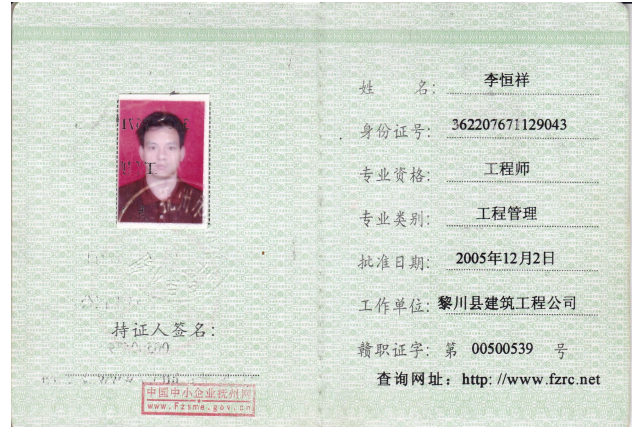 姓 名: 李恒祥
身份证号: 362207671129043
专业资格: 工程师
专业类别: 工程管理
批准日期: 2005年12月2日
工作单位: 黎川县建筑工程公司
赣职证字: 第 00500539 号
查询网址: http: //www.fzrc.net
持证人签名:
中国中小企业抚州网
www.Fzsme.gov.cn